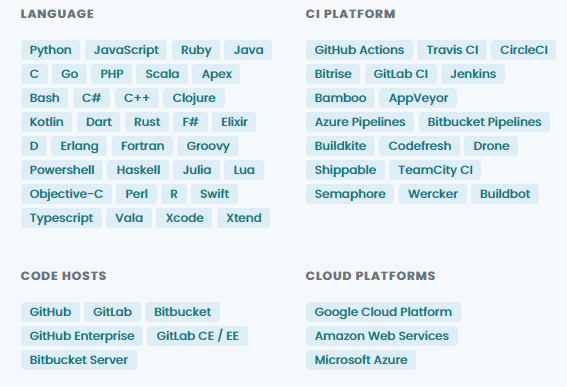 LANGUAGE
Python JavaScript Ruby Java
C Go PHP Scala Apex
Bash C# C++ Clojure
Kotlin Dart Rust F# Elixir
D Erlang Fortran Groovy
Powershell Haskell Julia Lua
Objective-C Perl R Swift
Typescript Vala Xcode Xtend
CI PLATFORM
GitHub Actions Travis CI CircleCI
Bitrise GitLab CI Jenkins
Bamboo AppVeyor
Azure Pipelines Bitbucket Pipelines
Buildkite Codefresh Drone
Shippable TeamCity CI
Semaphore Wercker Buildbot
CODE HOSTS
GitHub GitLab Bitbucket
GitHub Enterprise GitLab CE / EE
Bitbucket Server
CLOUD PLATFORMS
Google Cloud Platform
Amazon Web Services
Microsoft Azure